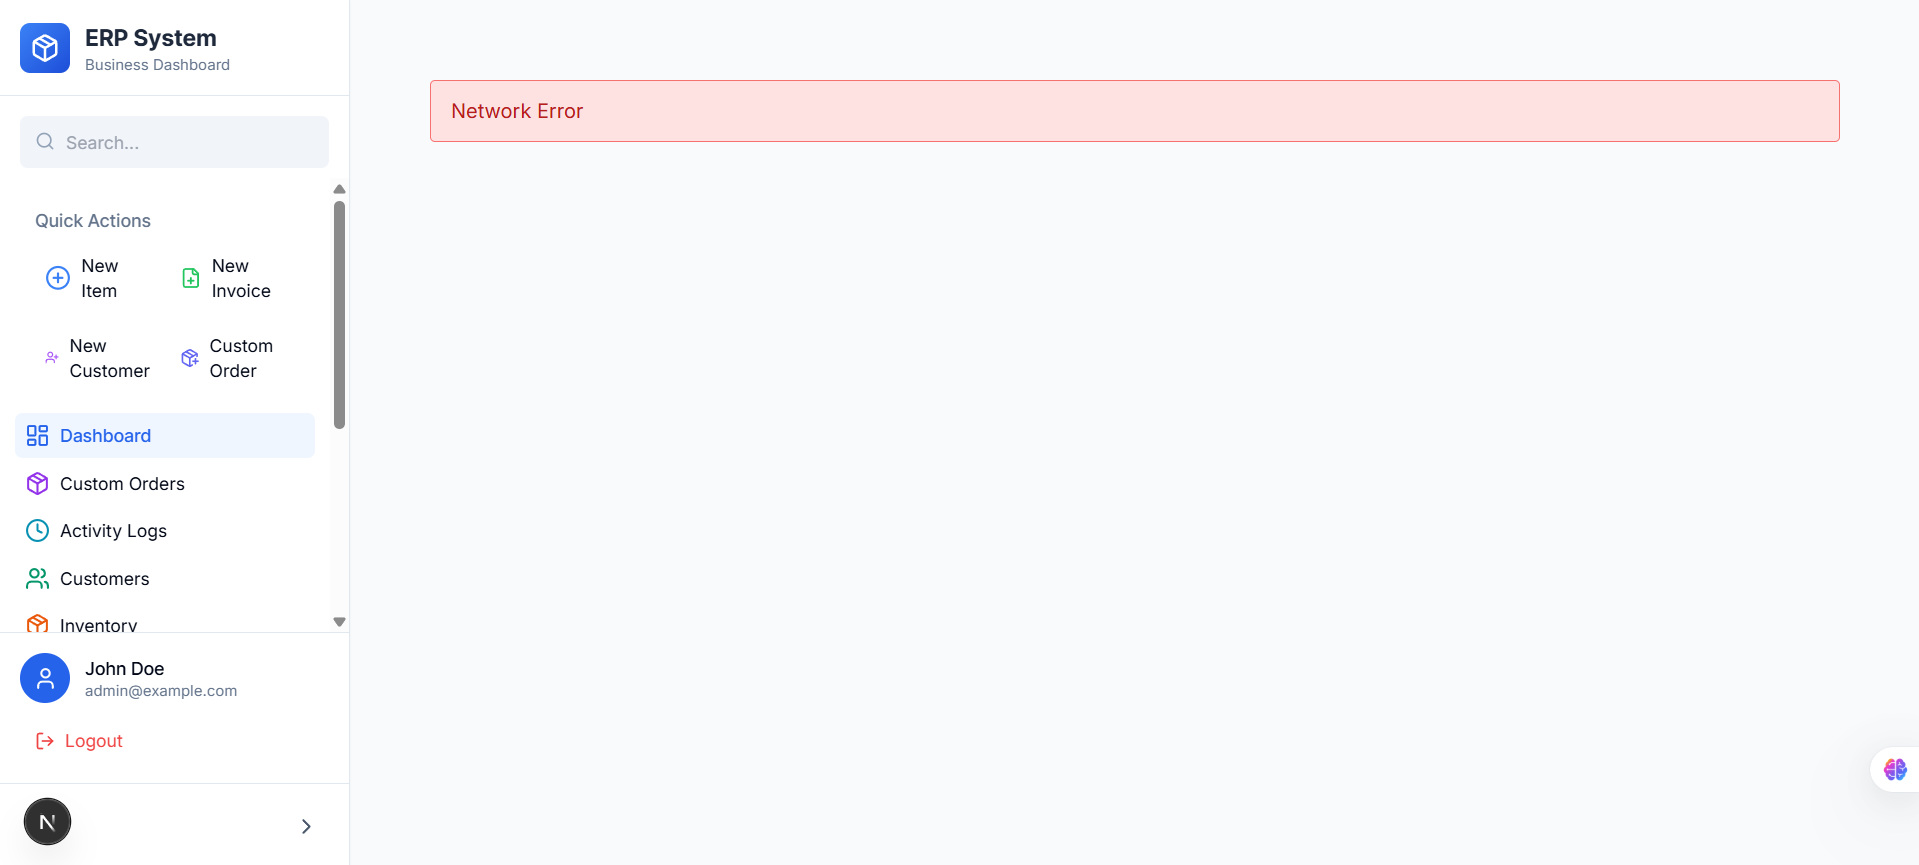 ERP System
Business Dashboard
Search...
Quick Actions
New
Item
New
Invoice
New
Customer
Custom
Order
Dashboard
Custom Orders
Activity Logs
Customers
Inventory
John Doe
admin@example.com
Logout
N
Network Error